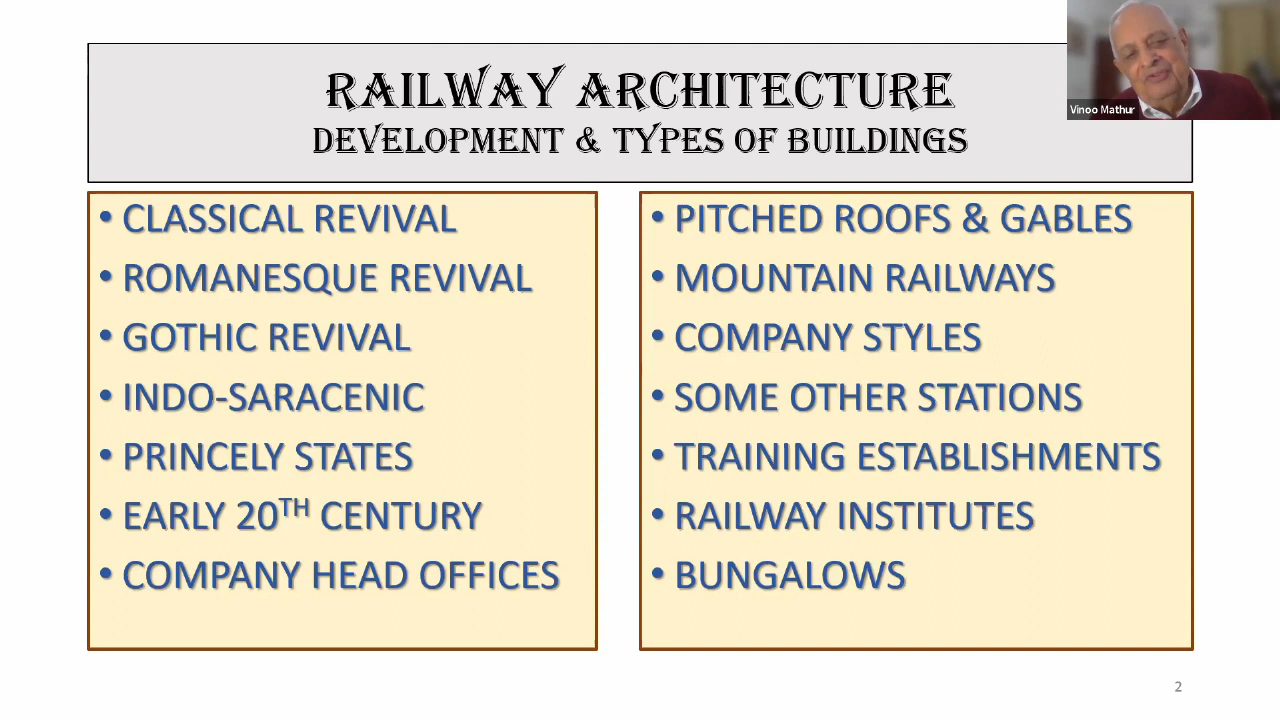 RAILWAY ARCHITECTURE
DEVELOPMENT & TYPES OF BUILDINGS
Vinoo Mathur
• CLASSICAL REVIVAL
• ROMANESQUE REVIVAL
• GOTHIC REVIVAL
• INDO-SARACENIC
• PRINCELY STATES
• EARLY 20TH CENTURY
• COMPANY HEAD OFFICES
• PITCHED ROOFS & GABLES
• MOUNTAIN RAILWAYS
• COMPANY STYLES
• SOME OTHER STATIONS
• TRAINING ESTABLISHMENTS
• RAILWAY INSTITUTES
• BUNGALOWS
2